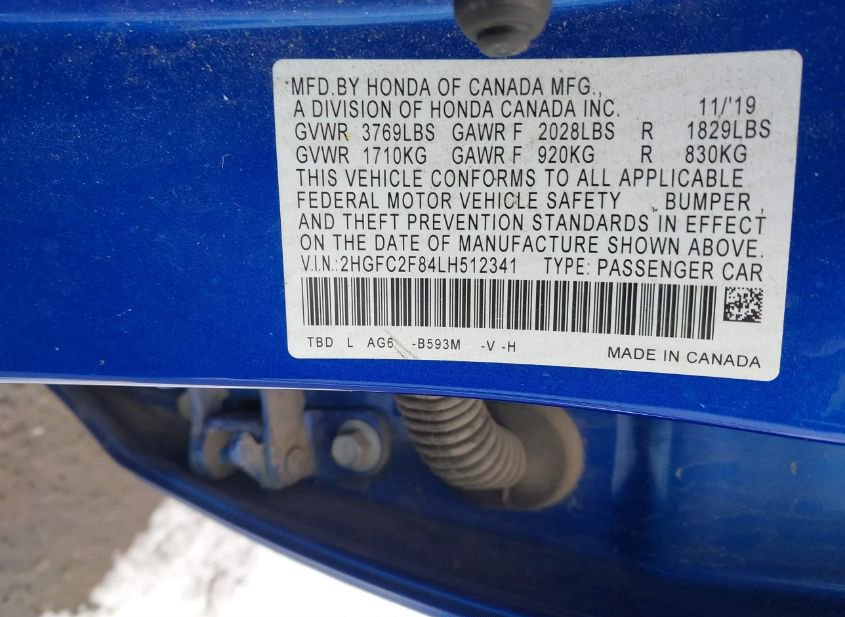 MFD.BY HONDA OF CANADA MFG.,
A DIVISION OF HONDA CANADA INC. 11/'19
GVWR 3769LBS GAWR F 2028LBS R 1829LBS
GVWR 1710KG GAWR F 920KG R 830KG
THIS VEHICLE CONFORMS TO ALL APPLICABLE
FEDERAL MOTOR VEHICLE SAFETY , BUMPER ,
AND THEFT PREVENTION STANDARDS IN EFFECT
ON THE DATE OF MANUFACTURE SHOWN ABOVE.
V.I.N.:2HGFC2F84LH512341 TYPE: PASSENGER CAR
TBD L AG6 -B593M -V -H
MADE IN CANADA